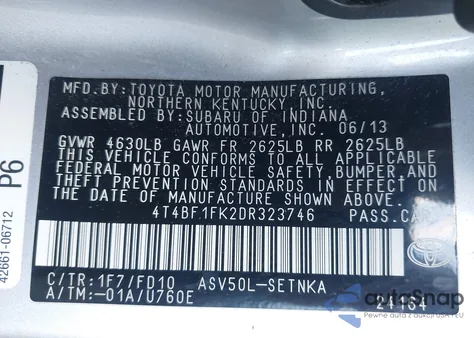 MFD.BY: TOYOTA MOTOR MANUFACTURING,
NORTHERN KENTUCKY, INC.
ASSEMBLED BY: SUBARU OF INDIANA
AUTOMOTIVE, INC. 06/13
GVWR 4630LB GAWR FR 2625LB RR 2625LB
THIS VEHICLE CONFORMS TO ALL APPLICABLE
FEDERAL MOTOR VEHICLE SAFETY, BUMPER, AND
THEFT PREVENTION STANDARDS IN EFFECT ON
THE DATE OF MANUFACTURE SHOWN ABOVE.
4T4BF1FK2DR323746 PASS.CAR
C/TR: 1F7/FD10 ASV50L-SETNKA
A/TM: -01A/U760E 24164
42661-06712
P6
autoSnap